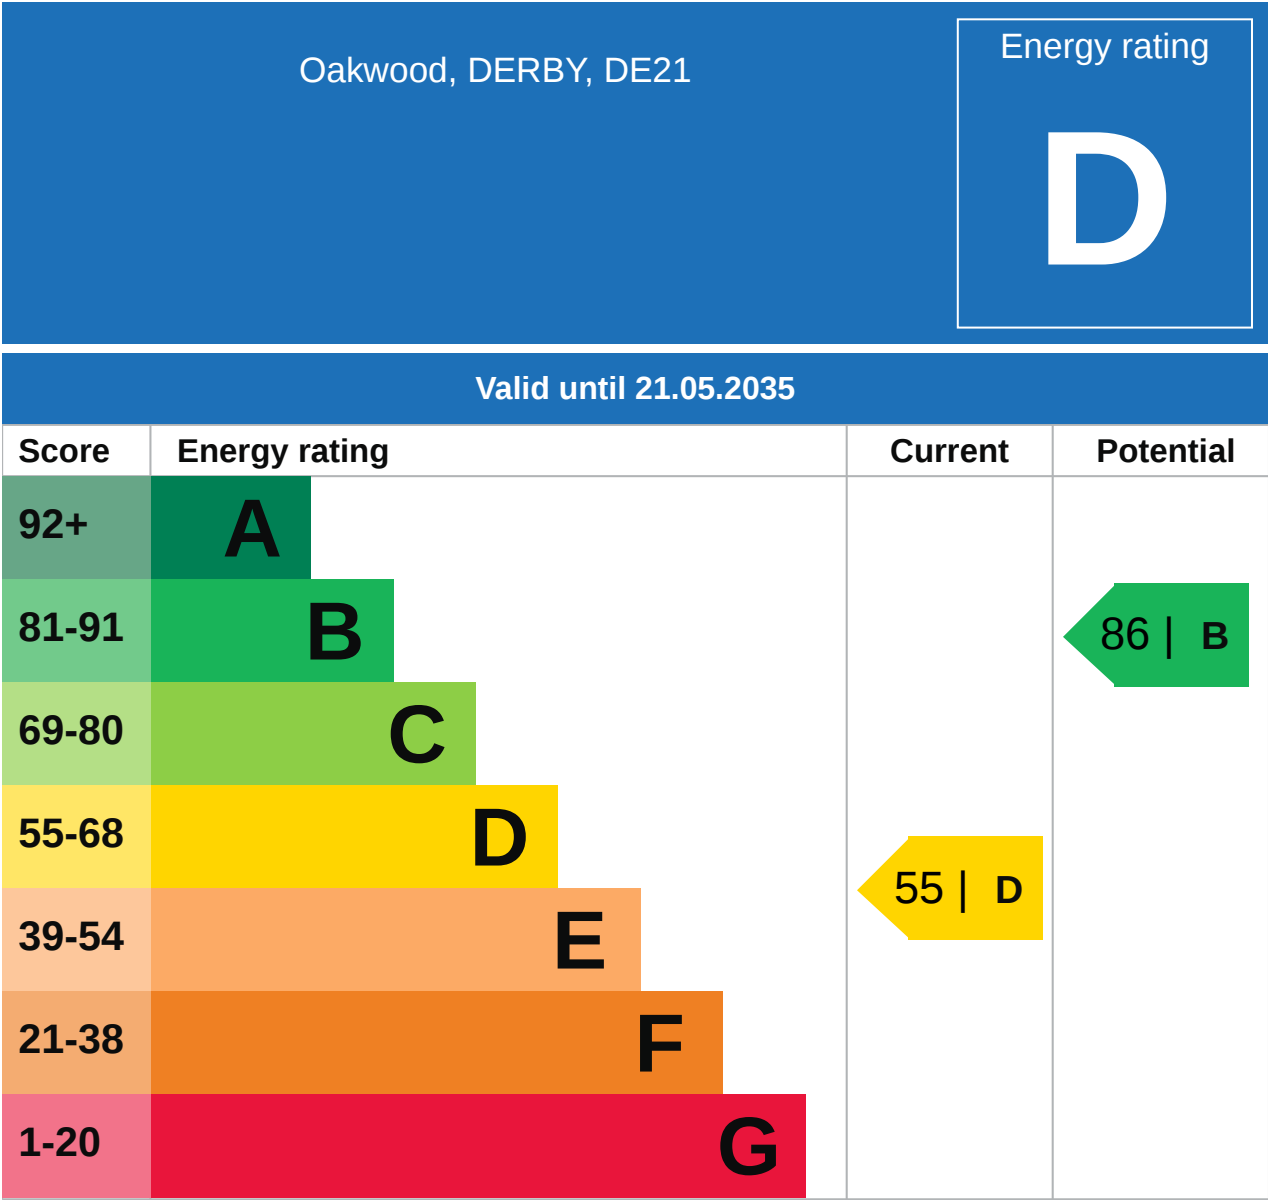 Oakwood, DERBY, DE21
Energy rating
D
Valid until 21.05.2035
Score Energy rating Current Potential
92+ A
81-91 B 86 | B
69-80 C
55-68 D 55 | D
39-54 E
21-38 F
1-20 G